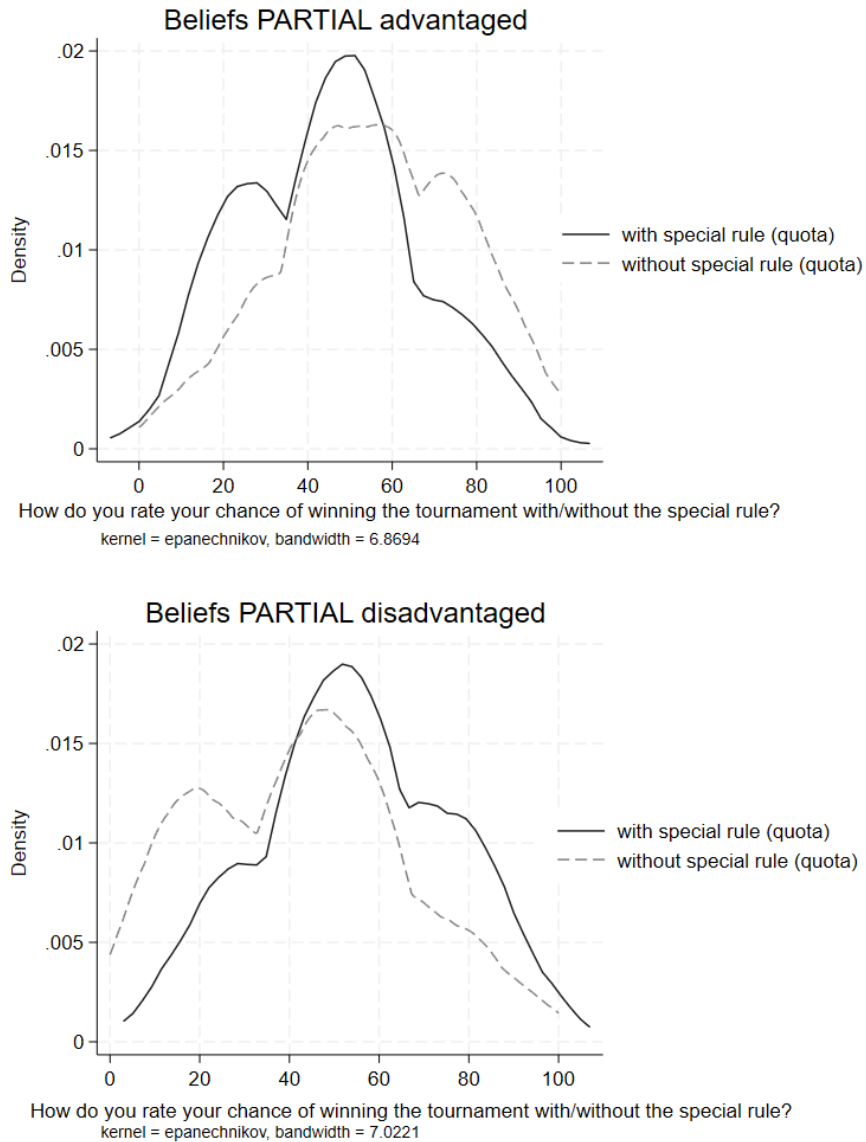 Beliefs PARTIAL advantaged
.02
.015
.01
.005
0
Density
0 20 40 60 80 100
with special rule (quota)
without special rule (quota)
How do you rate your chance of winning the tournament with/without the special rule?
kernel = epanechnikov, bandwidth = 6.8694
Beliefs PARTIAL disadvantaged
.02
.015
.01
.005
0
Density
0 20 40 60 80 100
with special rule (quota)
without special rule (quota)
How do you rate your chance of winning the tournament with/without the special rule?
kernel = epanechnikov, bandwidth = 7.0221